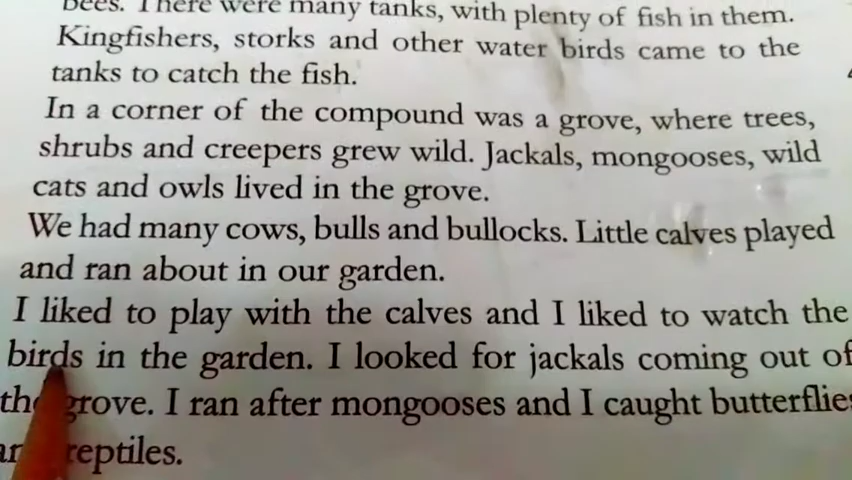 bees. There were many tanks, with plenty of fish in them.
Kingfishers, storks and other water birds came to the
tanks to catch the fish.
In a corner of the compound was a grove, where trees,
shrubs and creepers grew wild. Jackals, mongooses, wild
cats and owls lived in the grove.
We had many cows, bulls and bullocks. Little calves played
and ran about in our garden.
I liked to play with the calves and I liked to watch the
birds in the garden. I looked for jackals coming out of
the grove. I ran after mongooses and I caught butterflies
reptiles.